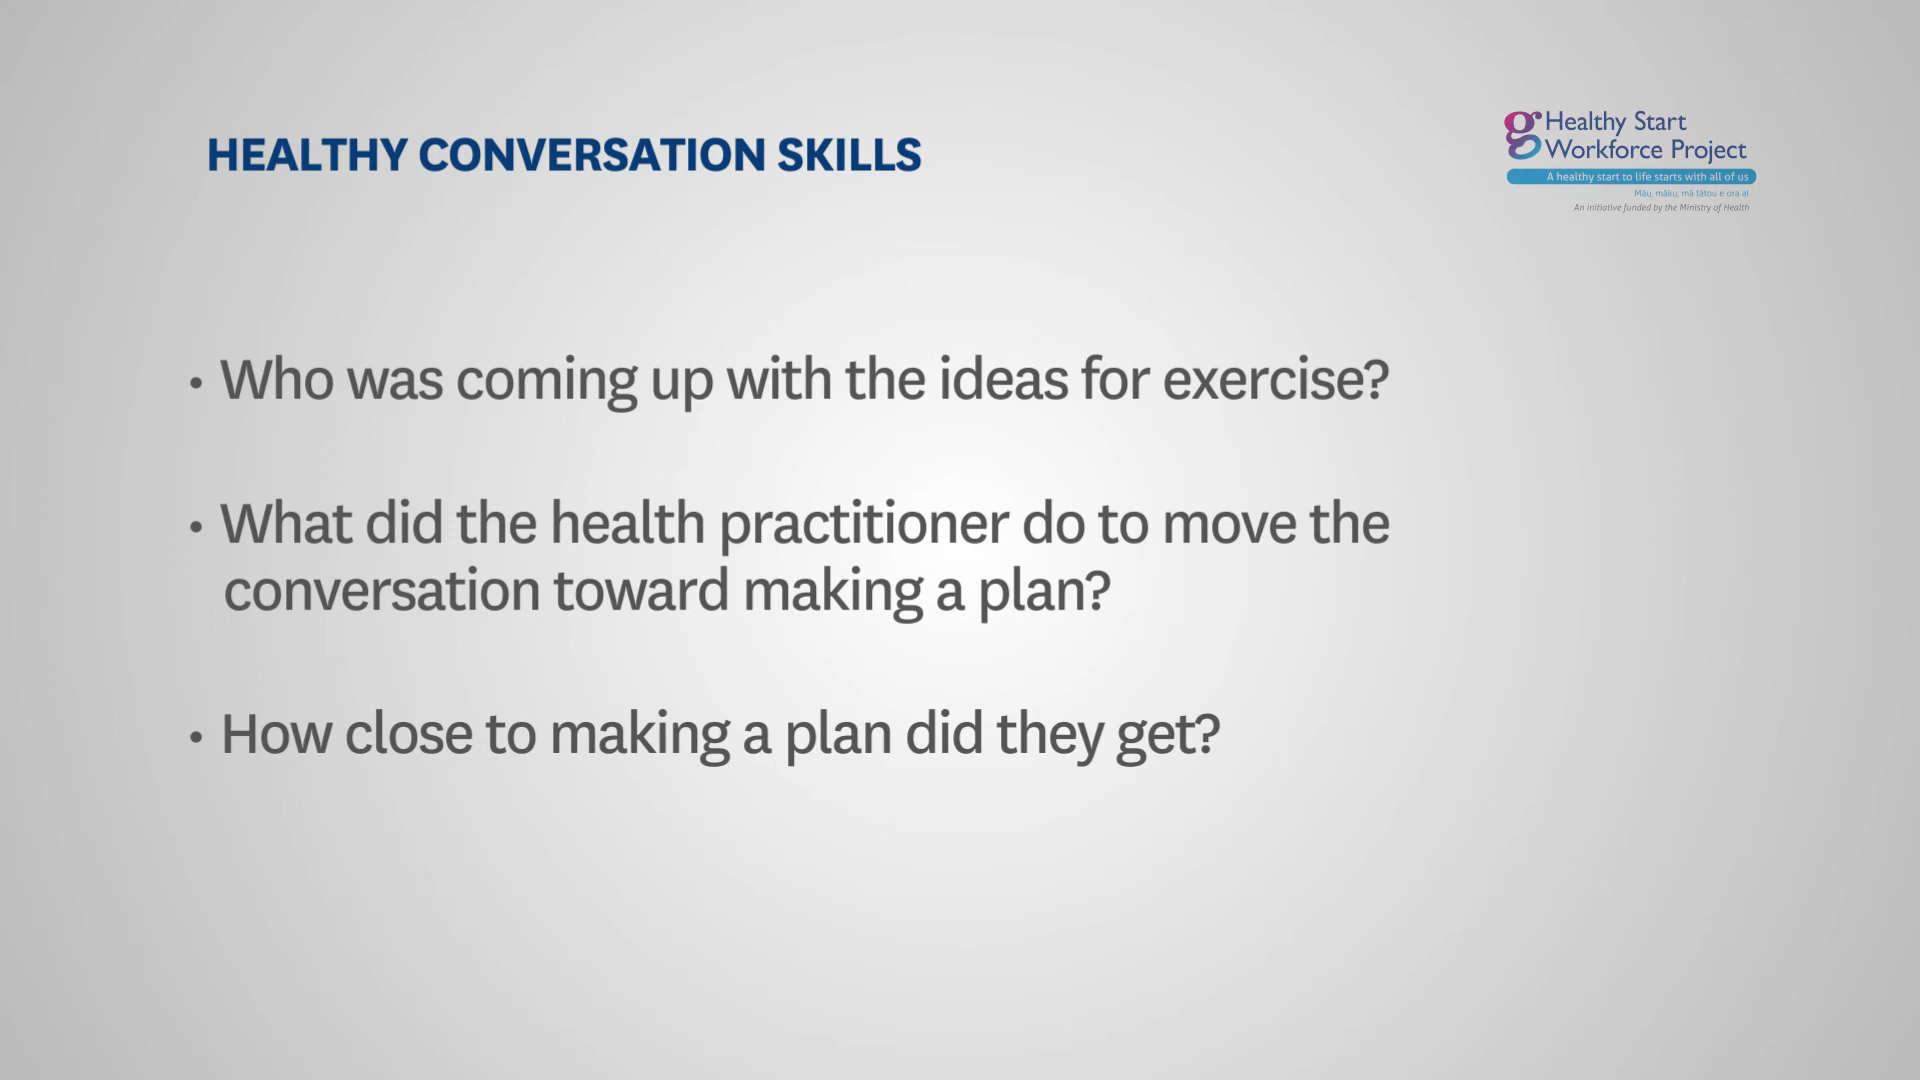 HEALTHY CONVERSATION SKILLS
Healthy Start
Workforce Project
A healthy start to life starts with all of us
Māu, māku, mā tātou e ora ai
An initiative funded by the Ministry of Health
• Who was coming up with the ideas for exercise?
• What did the health practitioner do to move the
conversation toward making a plan?
• How close to making a plan did they get?